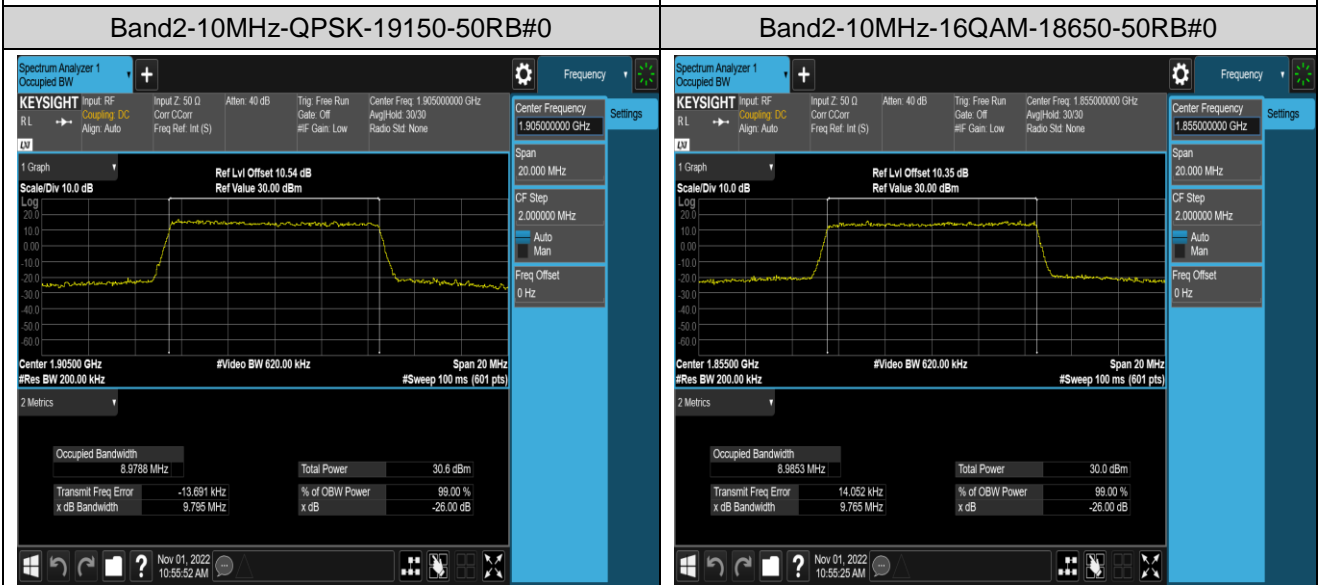 Band2-10MHz-QPSK-19150-50RB#0
Spectrum Analyzer 1
Occupied BW
KEYSIGHT
RL
LXI
Input: RF
Coupling: DC
Align: Auto
Input Z: 50 Ω
Corr CCorr
Freq Ref: Int (S)
Atten: 40 dB
Trig: Free Run
Gate: Off
#IF Gain: Low
Center Freq: 1.905000000 GHz
Avg|Hold: 30/30
Radio Std: None
1 Graph
Scale/Div 10.0 dB
Ref Lvl Offset 10.54 dB
Ref Value 30.00 dBm
Log
20.0
10.0
0.00
-10.0
-20.0
-30.0
-40.0
-50.0
-60.0
Center 1.90500 GHz
#Res BW 200.00 kHz
#Video BW 620.00 kHz
Span 20 MHz
#Sweep 100 ms (601 pts)
2 Metrics
Occupied Bandwidth
8.9788 MHz
Total Power 30.6 dBm
Transmit Freq Error -13.691 kHz
% of OBW Power 99.00 %
x dB Bandwidth 9.795 MHz
x dB -26.00 dB
?
Nov 01, 2022
10:55:52 AM
Frequency
Settings
Center Frequency
1.905000000 GHz
Span
20.000 MHz
CF Step
2.000000 MHz
Auto
Man
Freq Offset
0 Hz
Band2-10MHz-16QAM-18650-50RB#0
Spectrum Analyzer 1
Occupied BW
KEYSIGHT
RL
LXI
Input: RF
Coupling: DC
Align: Auto
Input Z: 50 Ω
Corr CCorr
Freq Ref: Int (S)
Atten: 40 dB
Trig: Free Run
Gate: Off
#IF Gain: Low
Center Freq: 1.855000000 GHz
Avg|Hold: 30/30
Radio Std: None
1 Graph
Scale/Div 10.0 dB
Ref Lvl Offset 10.35 dB
Ref Value 30.00 dBm
Log
20.0
10.0
0.00
-10.0
-20.0
-30.0
-40.0
-50.0
-60.0
Center 1.85500 GHz
#Res BW 200.00 kHz
#Video BW 620.00 kHz
Span 20 MHz
#Sweep 100 ms (601 pts)
2 Metrics
Occupied Bandwidth
8.9853 MHz
Total Power 30.0 dBm
Transmit Freq Error 14.052 kHz
% of OBW Power 99.00 %
x dB Bandwidth 9.765 MHz
x dB -26.00 dB
?
Nov 01, 2022
10:55:25 AM
Frequency
Settings
Center Frequency
1.855000000 GHz
Span
20.000 MHz
CF Step
2.000000 MHz
Auto
Man
Freq Offset
0 Hz